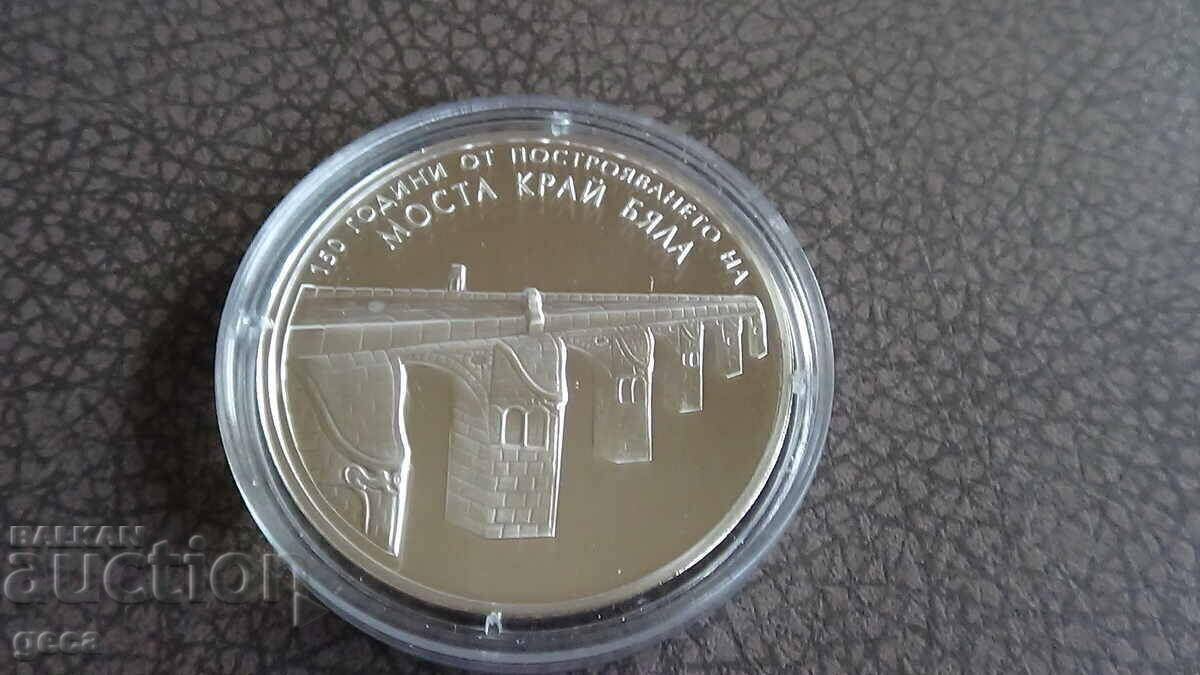 150 ГОДИНИ ОТ ПОСТРОЯВАНЕТО НА
МОСТА КРАЙ БЯЛА
BALKAN
auction
geca